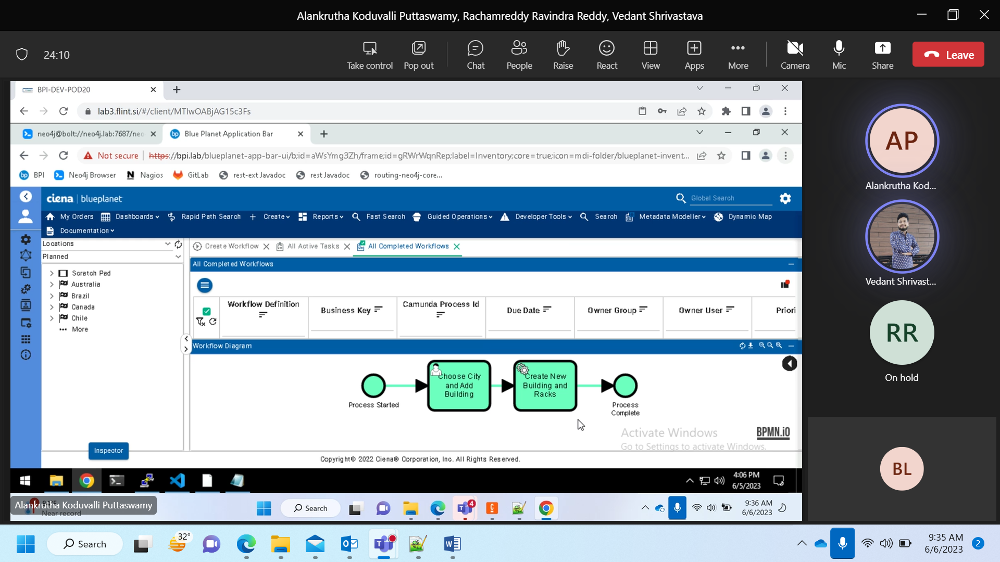 Alankrutha Koduvalli Puttaswamy, Rachamreddy Ravindra Reddy, Vedant Shrivastava
24:10
Take control
Pop out
Chat
People
Raise
React
View
Apps
More
Camera
Mic
Share
Leave
BPI-DEV-POD20
lab3.flint.si/#/client/MTIwOABjAG15c3Fs
neo4j@bolt://neo4j.lab:7687/neo
Blue Planet Application Bar
Not secure
https://bpi.lab/blueplanet-app-bar-ui/b;id=aWsYmg3Zh/frame;id=gRWrWqnRep;label=Inventory;core=true;icon=mdi-folder/blueplanet-invent...
BPI
Neo4j Browser
Nagios
GitLab
rest-ext Javadoc
rest Javadoc
routing-neo4j-core...
ciena | blueplanet
Global Search
My Orders
Dashboards
Rapid Path Search
Create
Reports
Fast Search
Guided Operations
Developer Tools
Search
Metadata Modeller
Dynamic Map
Documentation
Locations
Planned
Scratch Pad
Australia
Brazil
Canada
Chile
More
Inspector
Create Workflow
All Active Tasks
All Completed Workflows
All Completed Workflows
Workflow Definition
Business Key
Camunda Process Id
Due Date
Owner Group
Owner User
Priori
Workflow Diagram
Process Started
Choose City
and Add
Building
Create New
Building and
Racks
Process
Complete
Activate Windows
Go to Settings to activate Windows.
BPMN.iO
Copyright© 2022 Ciena® Corporation, Inc. All Rights Reserved.
4:06 PM
6/5/2023
Alankrutha Koduvalli Puttaswamy
Near record
Search
4
9:36 AM
6/6/2023
AP
Alankrutha Kod...
Vedant Shrivast...
RR
On hold
BL
Search
32°
9:35 AM
6/6/2023
2